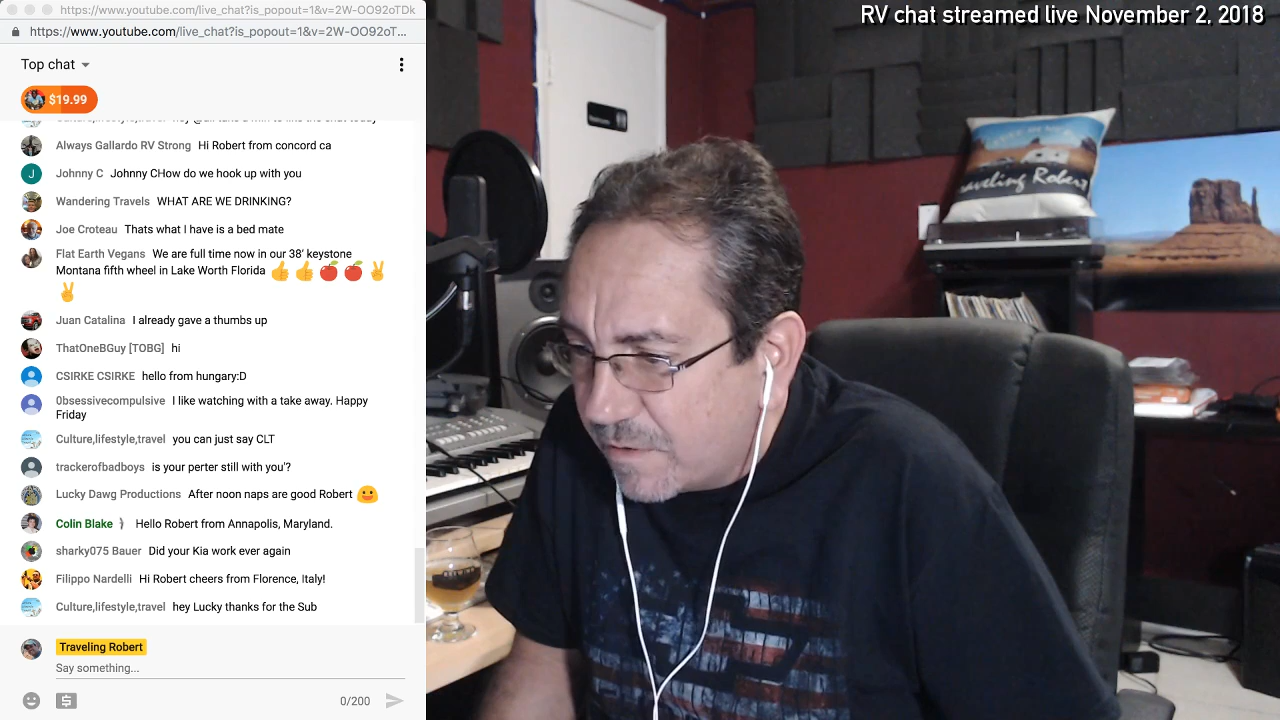 https://www.youtube.com/live_chat?is_popout=1&v=2W-OO92oTDk
RV chat streamed live November 2, 2018
https://www.youtube.com/live_chat?is_popout=1&v=2W-OO92oT...
Top chat
$19.99
Always Gallardo RV Strong Hi Robert from concord ca
Johnny C Johnny CHow do we hook up with you
Wandering Travels WHAT ARE WE DRINKING?
Joe Croteau Thats what I have is a bed mate
Flat Earth Vegans We are full time now in our 38' keystone
Montana fifth wheel in Lake Worth Florida 👍 👍 🍎 🍎 ✌
✌
Juan Catalina I already gave a thumbs up
ThatOneBGuy [TOBG] hi
CSIRKE CSIRKE hello from hungary:D
0bsessivecompulsive I like watching with a take away. Happy
Friday
Culture,lifestyle,travel you can just say CLT
trackerofbadboys is your perter still with you'?
Lucky Dawg Productions After noon naps are good Robert 😃
Colin Blake Hello Robert from Annapolis, Maryland.
sharky075 Bauer Did your Kia work ever again
Filippo Nardelli Hi Robert cheers from Florence, Italy!
Culture,lifestyle,travel hey Lucky thanks for the Sub
Traveling Robert
Say something...
0/200
J
Traveling Robert